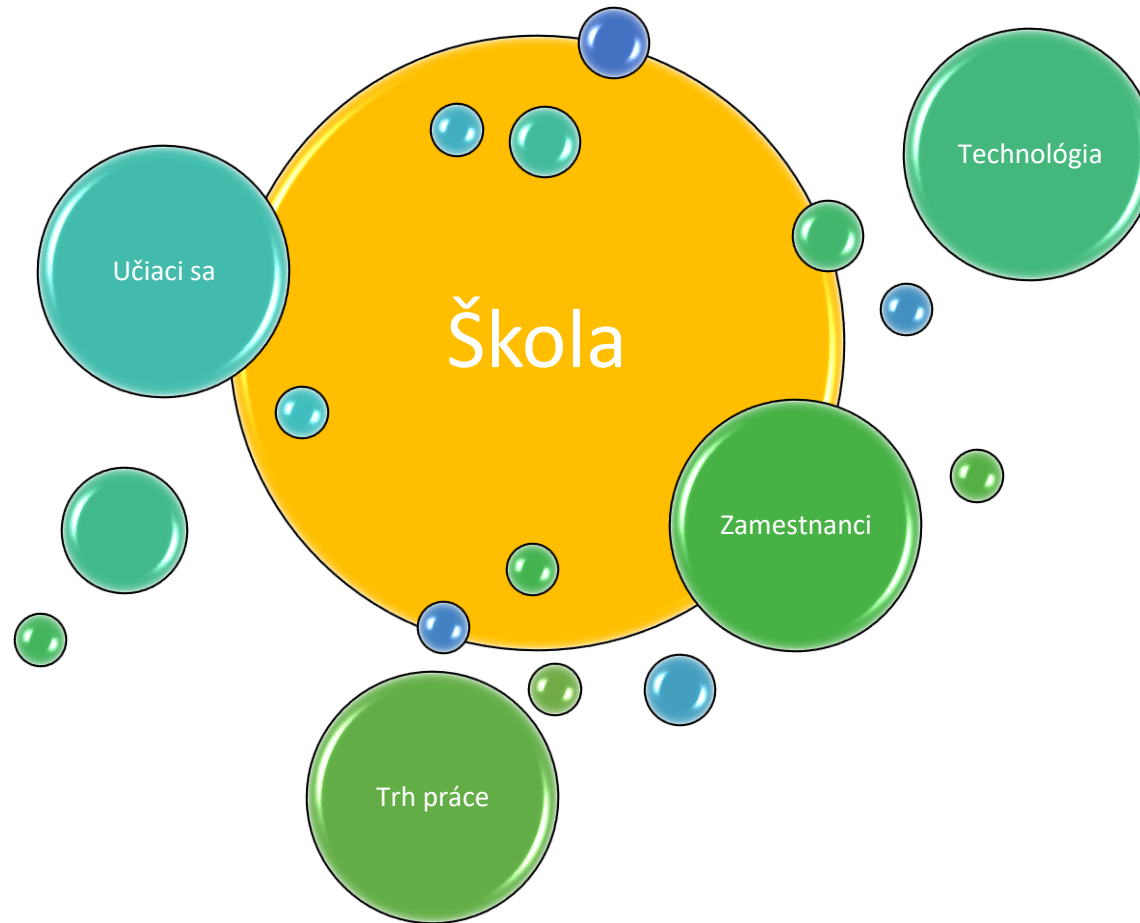 Technológia
Učiaci sa
Škola
Zamestnanci
Trh práce